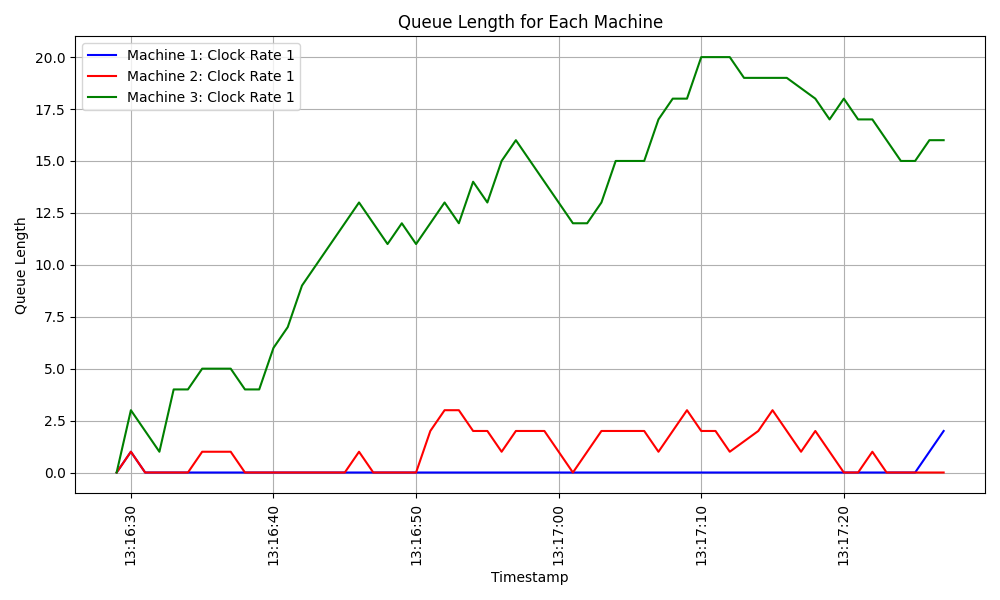 Queue Length for Each Machine
Machine 1: Clock Rate 1
Machine 2: Clock Rate 1
Machine 3: Clock Rate 1
Queue Length
20.0
17.5
15.0
12.5
10.0
7.5
5.0
2.5
0.0
13:16:30
13:16:40
13:16:50
13:17:00
13:17:10
13:17:20
Timestamp